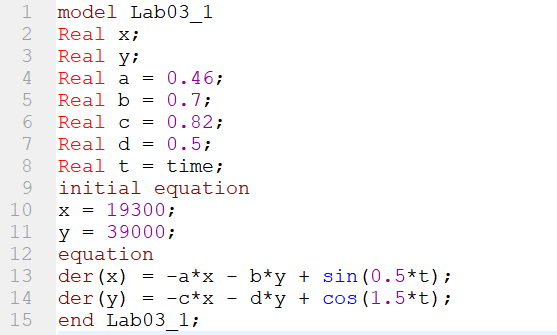 1 model Lab03_1
2 Real x;
3 Real y;
4 Real a = 0.46;
5 Real b = 0.7;
6 Real c = 0.82;
7 Real d = 0.5;
8 Real t = time;
9 initial equation
10 x = 19300;
11 y = 39000;
12 equation
13 der(x) = -a*x - b*y + sin(0.5*t);
14 der(y) = -c*x - d*y + cos(1.5*t);
15 end Lab03_1;